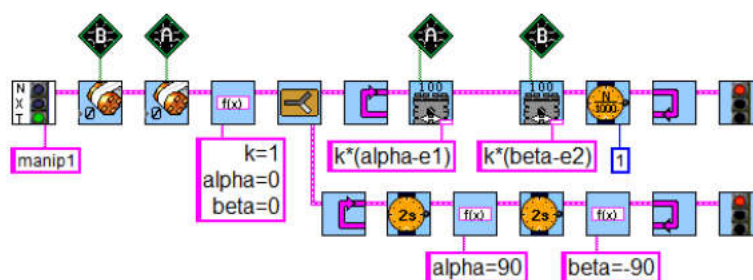 B
A
A
B
N
X
T
0
0
f(x)
100
100
N
1000
manip1
k=1
alpha=0
beta=0
k*(alpha-e1)
k*(beta-e2)
1
2s
f(x)
2s
f(x)
alpha=90
beta=-90